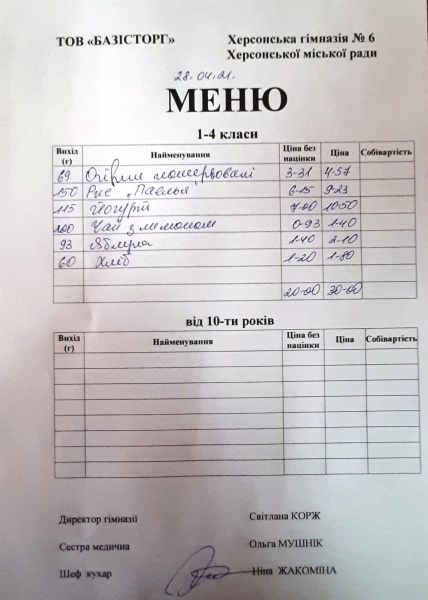 ТОВ «БАЗІСТОРГ» Херсонська гімназія № 6
Херсонської міської ради
28.04.21.
МЕНЮ
1-4 класи
Вихід (г) Найменування Ціна без націнки Ціна Собівартість
69 Огірки консервовані 3-31 4-57
150 Рис „Паелья" 6-15 9-23
115 Йогурт 7-00 10-50
200 Чай з лимоном 0-93 1-40
93 Яблука 1-40 2-10
60 Хліб 1-20 1-80
20-00 30-00
від 10-ти років
Вихід (г) Найменування Ціна без націнки Ціна Собівартість
Директор гімназії Світлана КОРЖ
Сестра медична Ольга МУШНІК
Шеф кухар Ніна ЖАКОМІНА